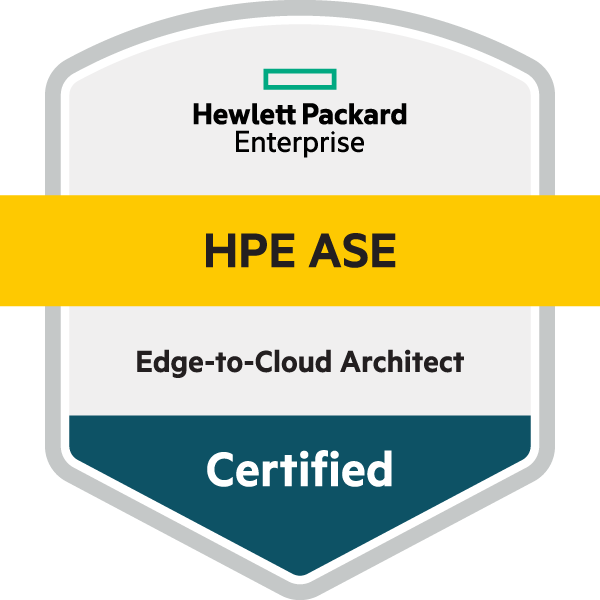 Hewlett Packard
Enterprise
HPE ASE
Edge-to-Cloud Architect
Certified